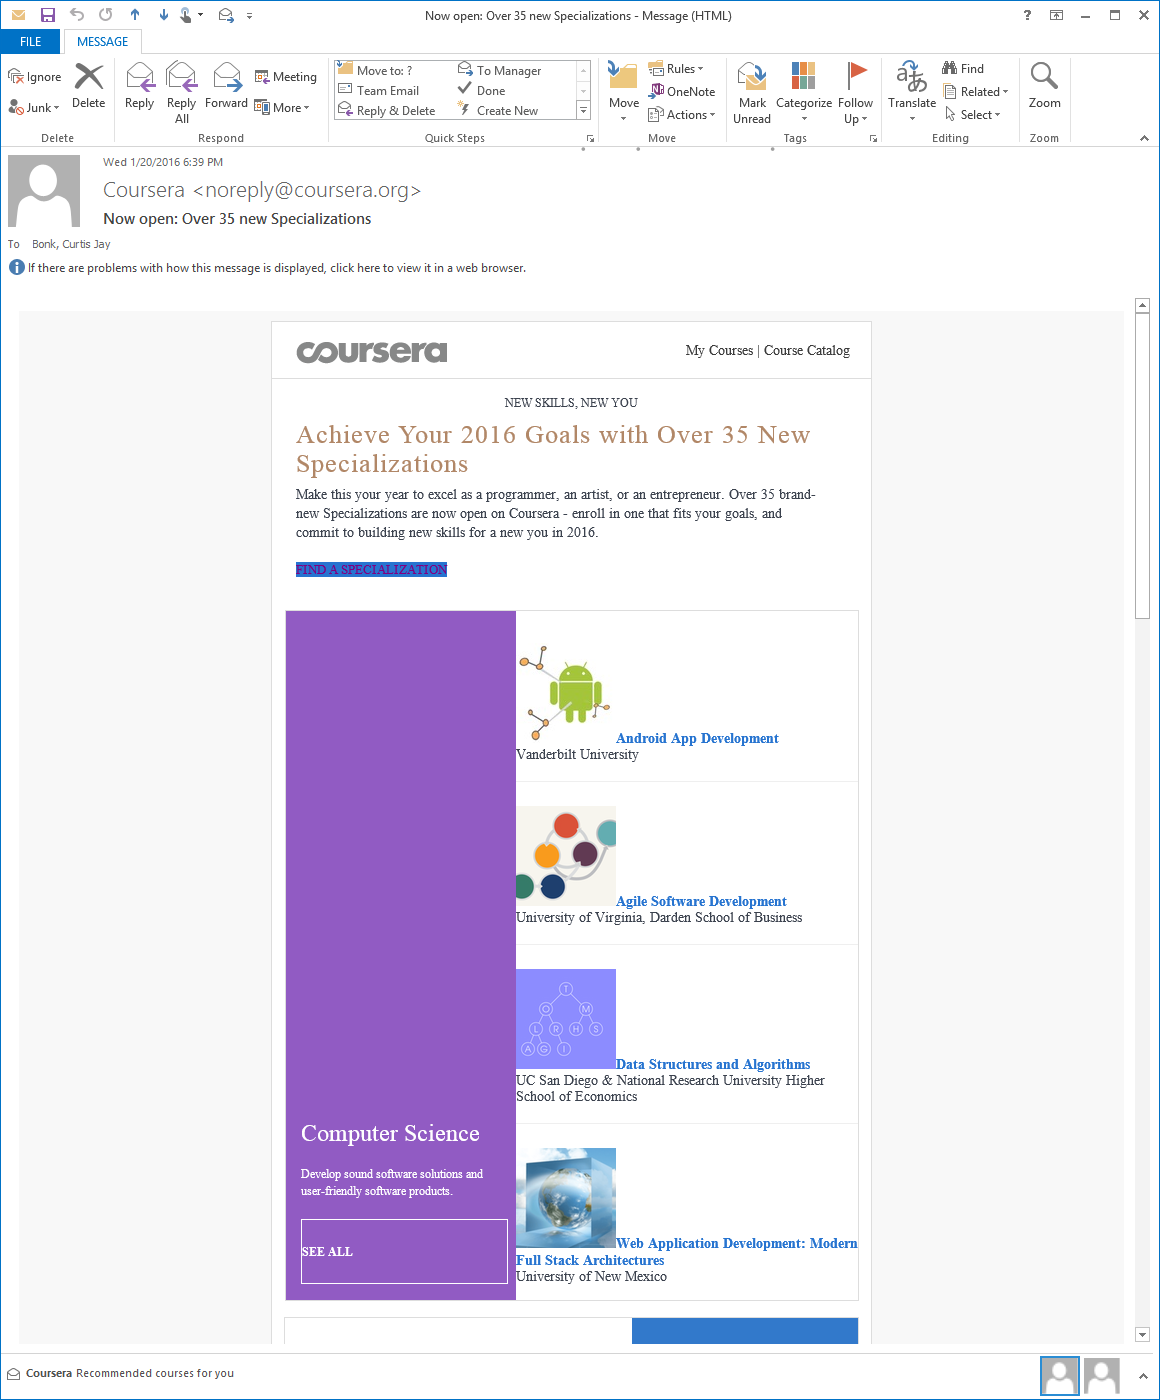 Now open: Over 35 new Specializations - Message (HTML)
?
FILE
MESSAGE
Ignore
Junk
Delete
Delete
Reply
Reply All
Forward
Meeting
More
Respond
Move to: ?
Team Email
Reply & Delete
To Manager
Done
Create New
Quick Steps
Move
Rules
OneNote
Actions
Move
Mark Unread
Categorize
Follow Up
Tags
Translate
Find
Related
Select
Editing
Zoom
Zoom
Wed 1/20/2016 6:39 PM
Coursera <noreply@coursera.org>
Now open: Over 35 new Specializations
To Bonk, Curtis Jay
If there are problems with how this message is displayed, click here to view it in a web browser.
coursera
My Courses | Course Catalog
NEW SKILLS, NEW YOU
Achieve Your 2016 Goals with Over 35 New
Specializations
Make this your year to excel as a programmer, an artist, or an entrepreneur. Over 35 brand-
new Specializations are now open on Coursera - enroll in one that fits your goals, and
commit to building new skills for a new you in 2016.
FIND A SPECIALIZATION
Android App Development
Vanderbilt University
Agile Software Development
University of Virginia, Darden School of Business
T
O M
L R H S
A G I
Data Structures and Algorithms
UC San Diego & National Research University Higher
School of Economics
Computer Science
Develop sound software solutions and
user-friendly software products.
SEE ALL
Web Application Development: Modern
Full Stack Architectures
University of New Mexico
Coursera Recommended courses for you